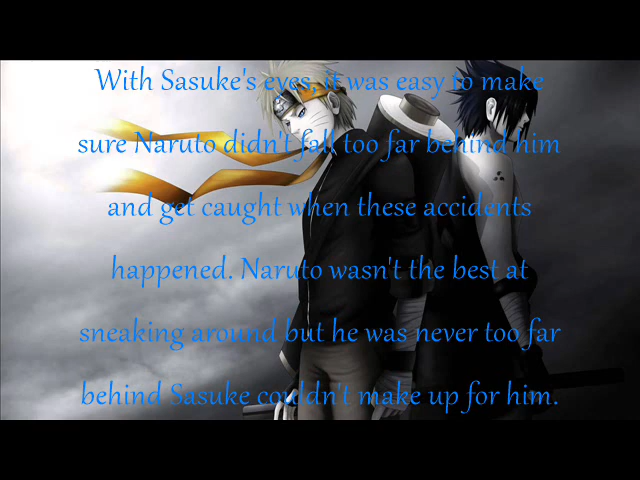 With Sasuke's eyes, it was easy to make
sure Naruto didn't fall too far behind him
and get caught when these accidents
happened. Naruto wasn't the best at
sneaking around but he was never too far
behind Sasuke couldn't make up for him.